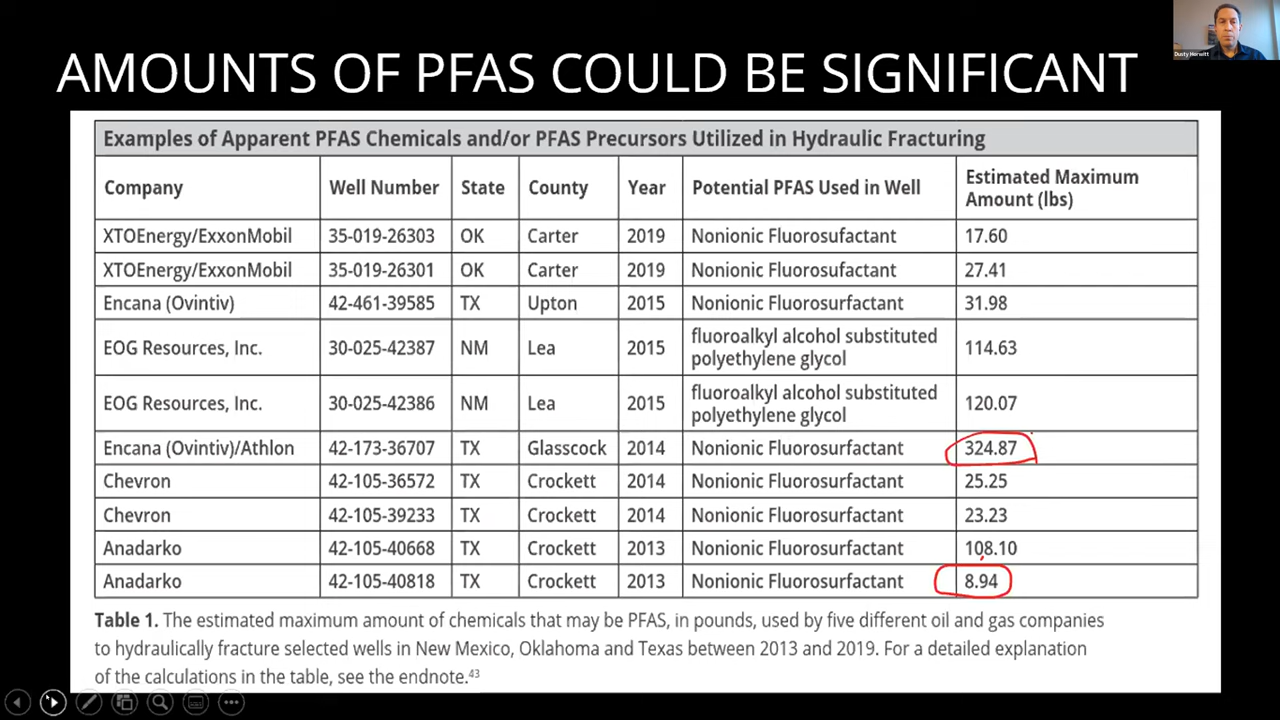 Dusty Horwitt
AMOUNTS OF PFAS COULD BE SIGNIFICANT
Examples of Apparent PFAS Chemicals and/or PFAS Precursors Utilized in Hydraulic Fracturing
Company Well Number State County Year Potential PFAS Used in Well Estimated Maximum Amount (lbs)
XTOEnergy/ExxonMobil 35-019-26303 OK Carter 2019 Nonionic Fluorosufactant 17.60
XTOEnergy/ExxonMobil 35-019-26301 OK Carter 2019 Nonionic Fluorosufactant 27.41
Encana (Ovintiv) 42-461-39585 TX Upton 2015 Nonionic Fluorosurfactant 31.98
EOG Resources, Inc. 30-025-42387 NM Lea 2015 fluoroalkyl alcohol substituted polyethylene glycol 114.63
EOG Resources, Inc. 30-025-42386 NM Lea 2015 fluoroalkyl alcohol substituted polyethylene glycol 120.07
Encana (Ovintiv)/Athlon 42-173-36707 TX Glasscock 2014 Nonionic Fluorosurfactant 324.87
Chevron 42-105-36572 TX Crockett 2014 Nonionic Fluorosurfactant 25.25
Chevron 42-105-39233 TX Crockett 2014 Nonionic Fluorosurfactant 23.23
Anadarko 42-105-40668 TX Crockett 2013 Nonionic Fluorosurfactant 108.10
Anadarko 42-105-40818 TX Crockett 2013 Nonionic Fluorosurfactant 8.94
Table 1. The estimated maximum amount of chemicals that may be PFAS, in pounds, used by five different oil and gas companies
to hydraulically fracture selected wells in New Mexico, Oklahoma and Texas between 2013 and 2019. For a detailed explanation
of the calculations in the table, see the endnote.⁴³